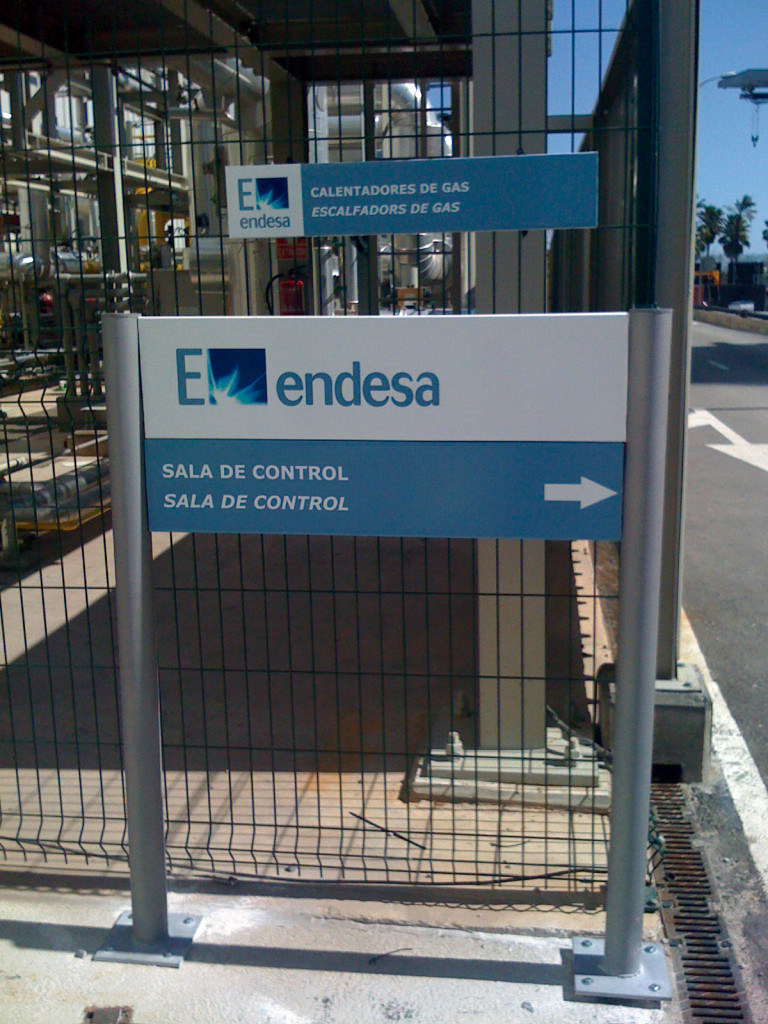 E endesa
CALENTADORES DE GAS
ESCALFADORS DE GAS
E endesa
SALA DE CONTROL
SALA DE CONTROL